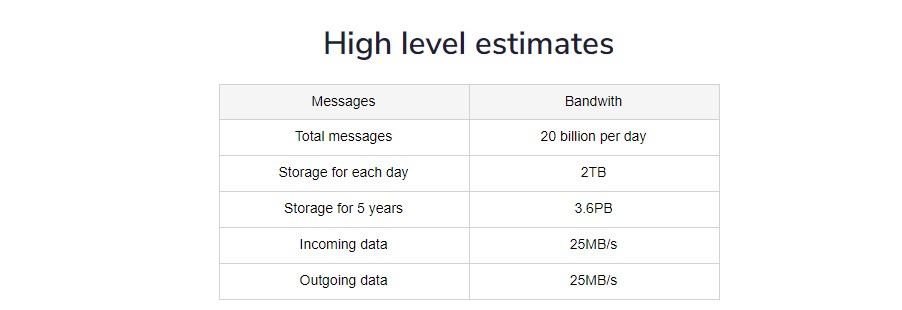 High level estimates
Messages Bandwith
Total messages 20 billion per day
Storage for each day 2TB
Storage for 5 years 3.6PB
Incoming data 25MB/s
Outgoing data 25MB/s